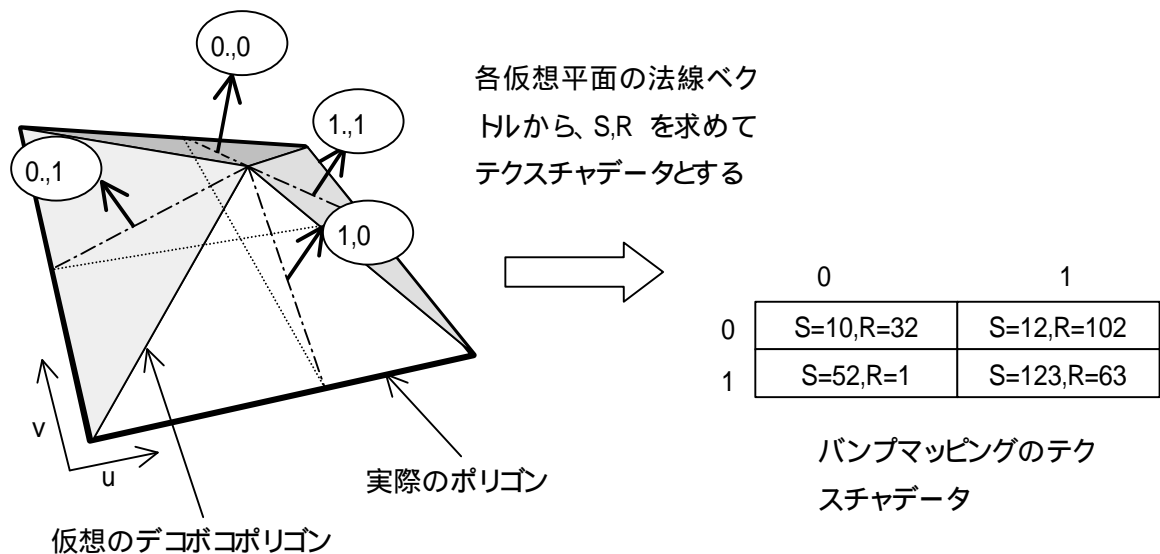 0.,0
各仮想平面の法線ベク
トルから、S,R を求めて
テクスチャデータとする
1.,1
0.,1
1,0
0 1
0 S=10,R=32 S=12,R=102
1 S=52,R=1 S=123,R=63
v
u
バンプマッピングのテク
スチャデータ
実際のポリゴン
仮想のデコボコポリゴン